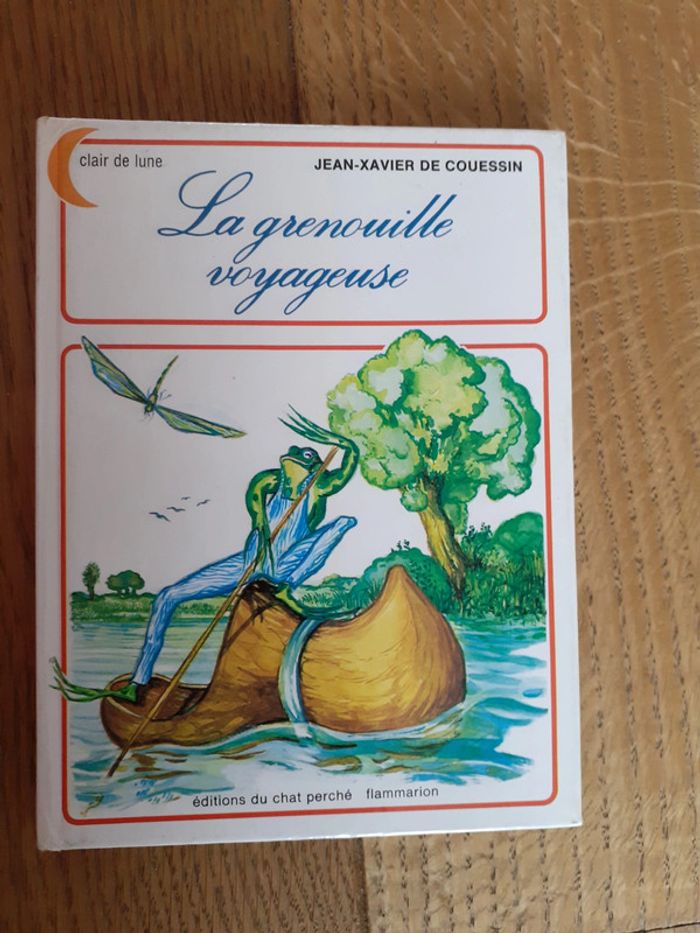 clair de lune
JEAN-XAVIER DE COUESSIN
La grenouille
voyageuse
éditions du chat perché flammarion